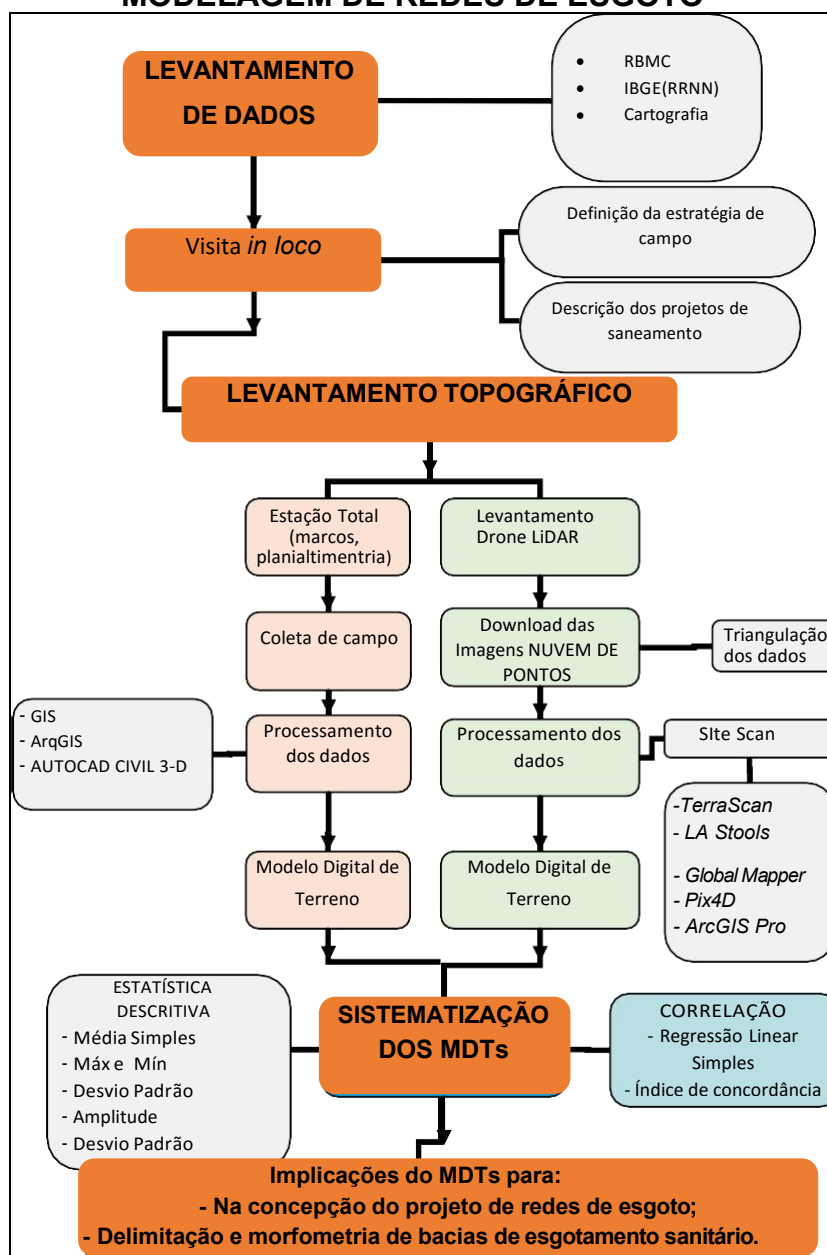 MODELAGEM DE REDES DE ESGOTO
LEVANTAMENTO
DE DADOS
• RBMC
• IBGE(RRNN)
• Cartografia
Visita in loco
Definição da estratégia de
campo
Descrição dos projetos de
saneamento
LEVANTAMENTO TOPOGRÁFICO
Estação Total
(marcos,
planialtimentria)
Levantamento
Drone LiDAR
Coleta de campo
Download das
Imagens NUVEM DE
PONTOS
Triangulação
dos dados
- GIS
- ArqGIS
- AUTOCAD CIVIL 3-D
Processamento
dos dados
Processamento dos
dados
SIte Scan
-TerraScan
- LA Stools
- Global Mapper
- Pix4D
- ArcGIS Pro
Modelo Digital de
Terreno
Modelo Digital de
Terreno
ESTATÍSTICA
DESCRITIVA
- Média Simples
- Máx e Mín
- Desvio Padrão
- Amplitude
- Desvio Padrão
SISTEMATIZAÇÃO
DOS MDTs
CORRELAÇÃO
- Regressão Linear
Simples
- Índice de concordância
Implicações do MDTs para:
- Na concepção do projeto de redes de esgoto;
- Delimitação e morfometria de bacias de esgotamento sanitário.